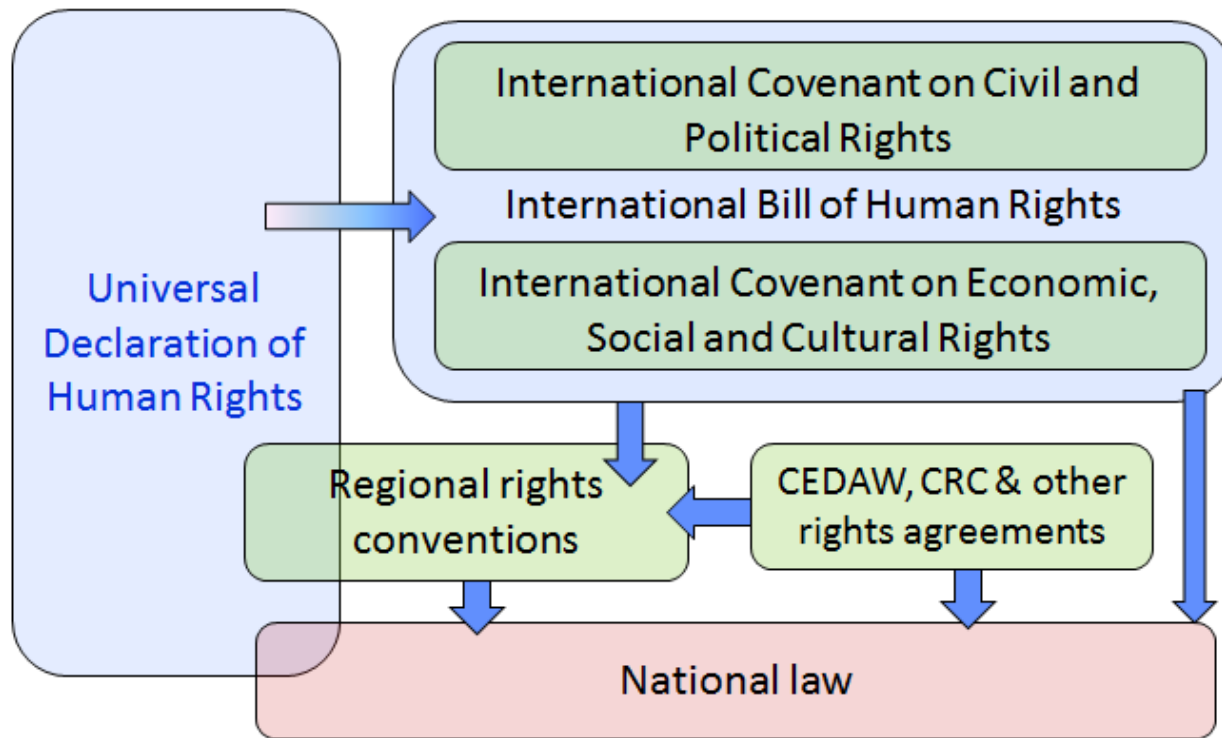 International Covenant on Civil and
Political Rights
International Bill of Human Rights
International Covenant on Economic,
Social and Cultural Rights
Universal
Declaration of
Human Rights
Regional rights
conventions
CEDAW, CRC & other
rights agreements
National law